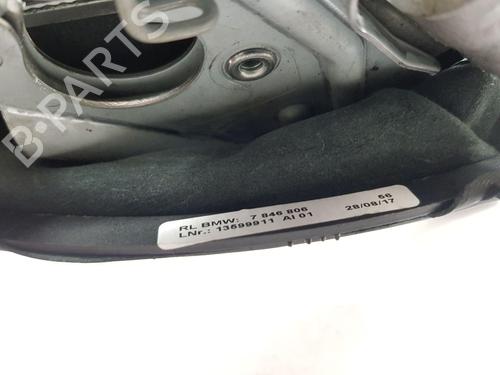 B-PARTS
RL BMW: 7 846 806 56
LNr.: 13599911 AI 01 28/08/17